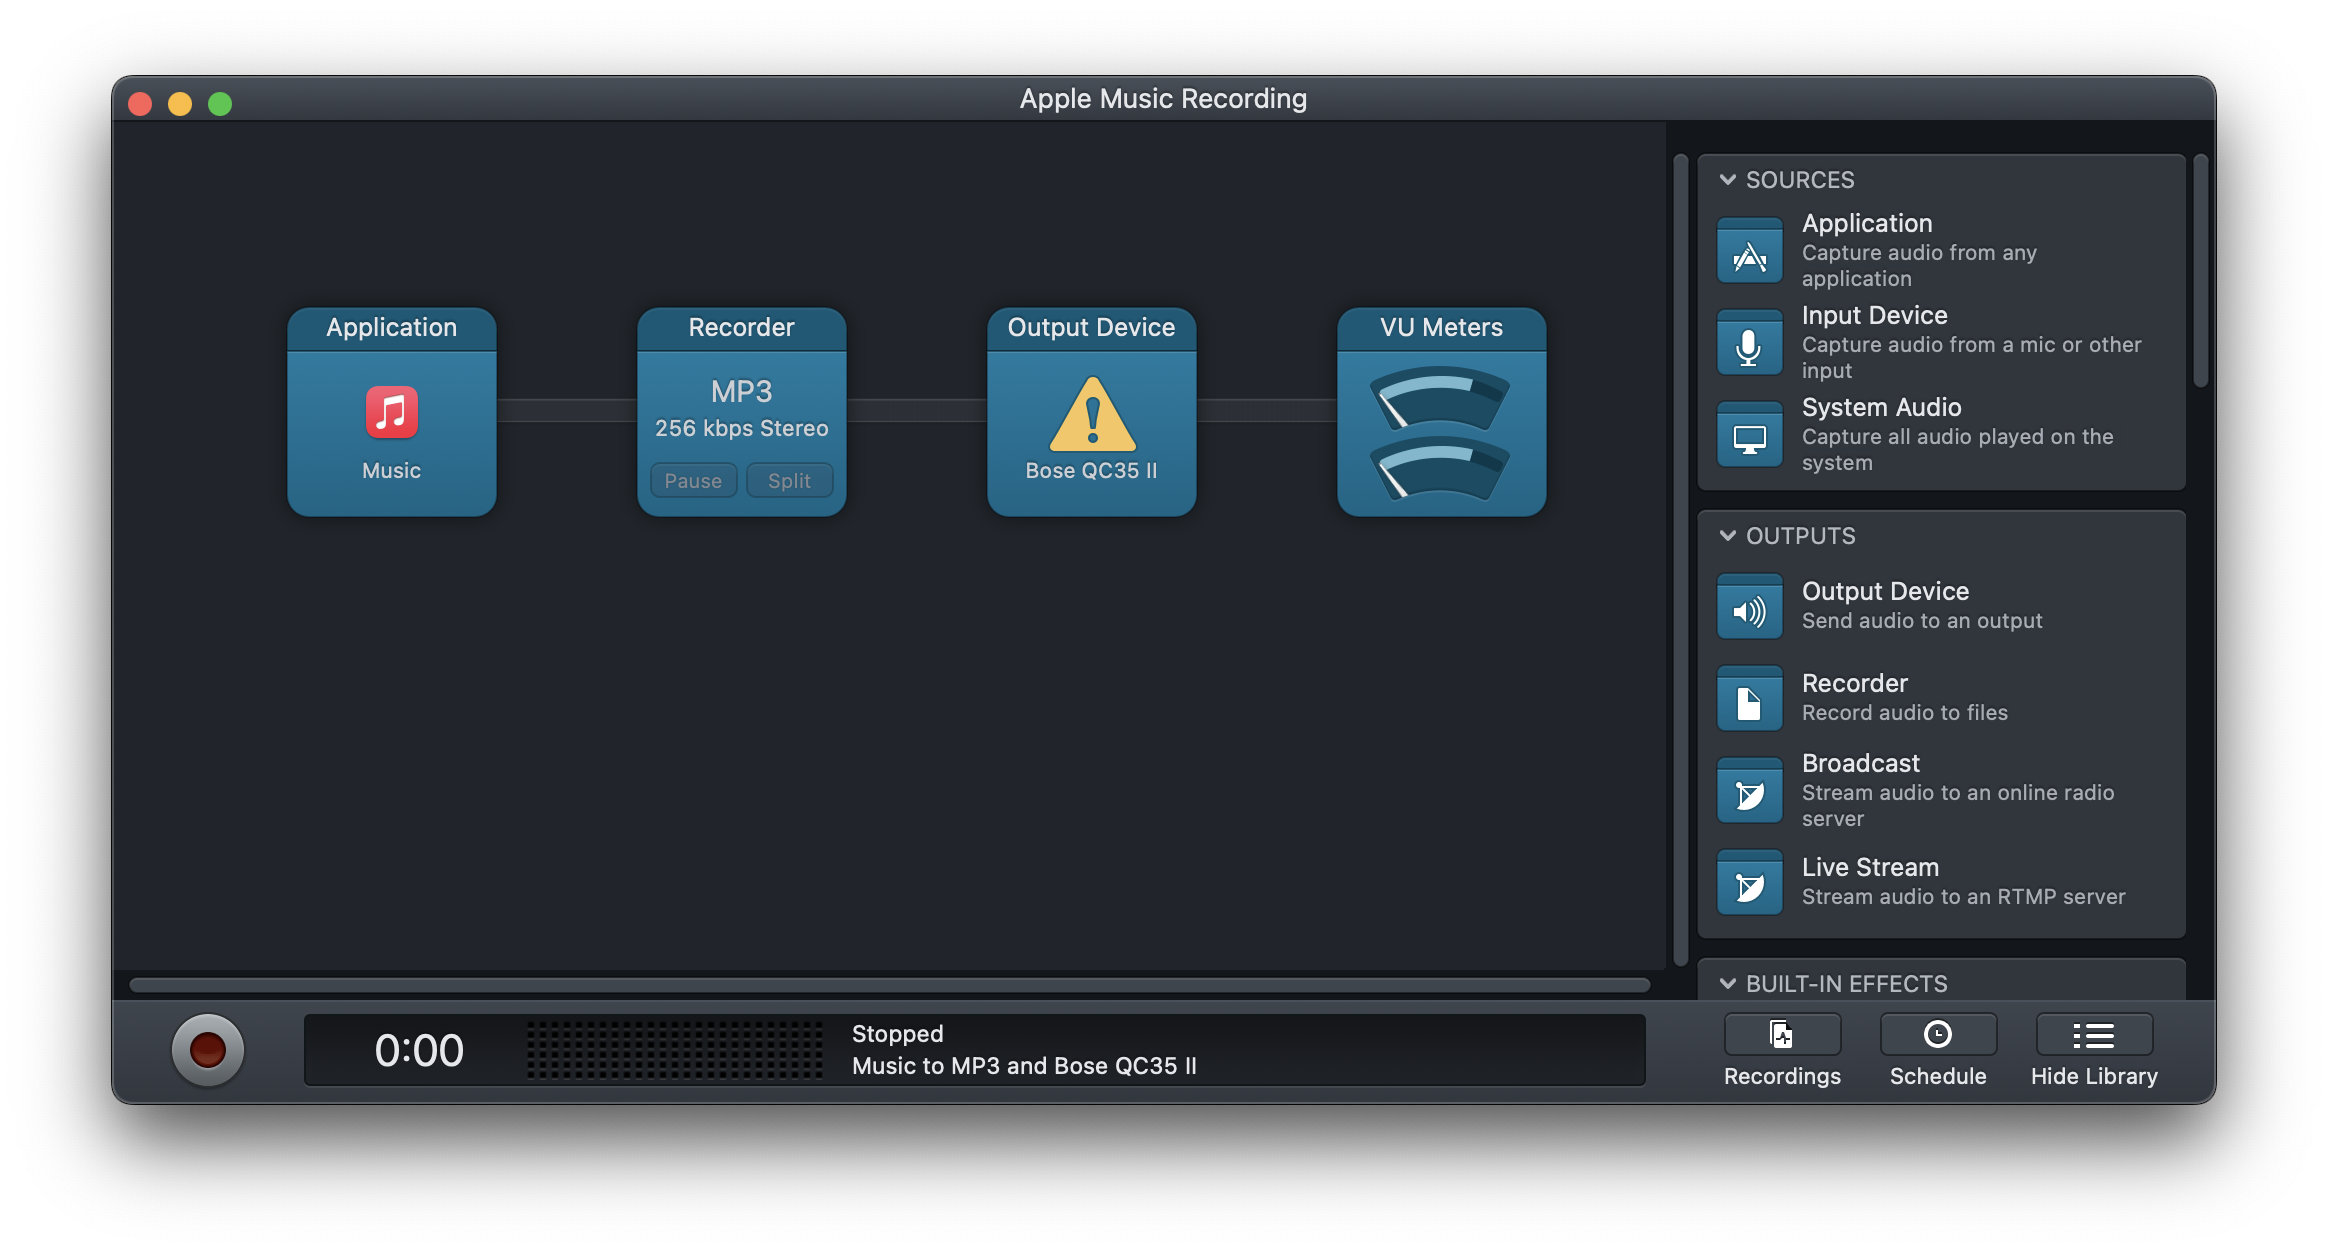 Apple Music Recording
Application
Music
Recorder
MP3
256 kbps Stereo
Pause
Split
Output Device
Bose QC35 II
VU Meters
SOURCES
Application
Capture audio from any
application
Input Device
Capture audio from a mic or other
input
System Audio
Capture all audio played on the
system
OUTPUTS
Output Device
Send audio to an output
Recorder
Record audio to files
Broadcast
Stream audio to an online radio
server
Live Stream
Stream audio to an RTMP server
BUILT-IN EFFECTS
0:00
Stopped
Music to MP3 and Bose QC35 II
Recordings
Schedule
Hide Library